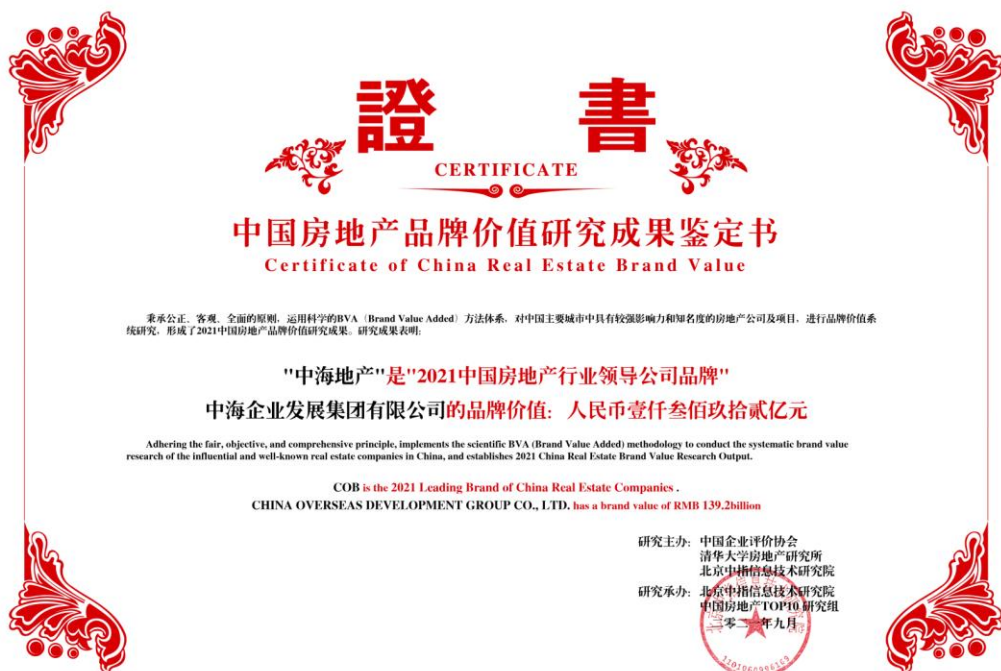 證 書
CERTIFICATE
中国房地产品牌价值研究成果鉴定书
Certificate of China Real Estate Brand Value
秉承公正、客观、全面的原则，运用科学的BVA（Brand Value Added）方法体系，对中国主要城市中具有较强影响力和知名度的房地产公司及项目，进行品牌价值系
统研究，形成了2021中国房地产品牌价值研究成果。研究成果表明：
"中海地产"是"2021中国房地产行业领导公司品牌"
中海企业发展集团有限公司的品牌价值：人民币壹仟叁佰玖拾贰亿元
Adhering the fair, objective, and comprehensive principle, implements the scientific BVA (Brand Value Added) methodology to conduct the systematic brand value
research of the influential and well-known real estate companies in China, and establishes 2021 China Real Estate Brand Value Research Output.
COB is the 2021 Leading Brand of China Real Estate Companies .
CHINA OVERSEAS DEVELOPMENT GROUP CO., LTD. has a brand value of RMB 139.2billion
研究主办：中国企业评价协会
清华大学房地产研究所
北京中指信息技术研究院
研究承办：北京中指信息技术研究院
中国房地产TOP10 研究组
二零二一年九月